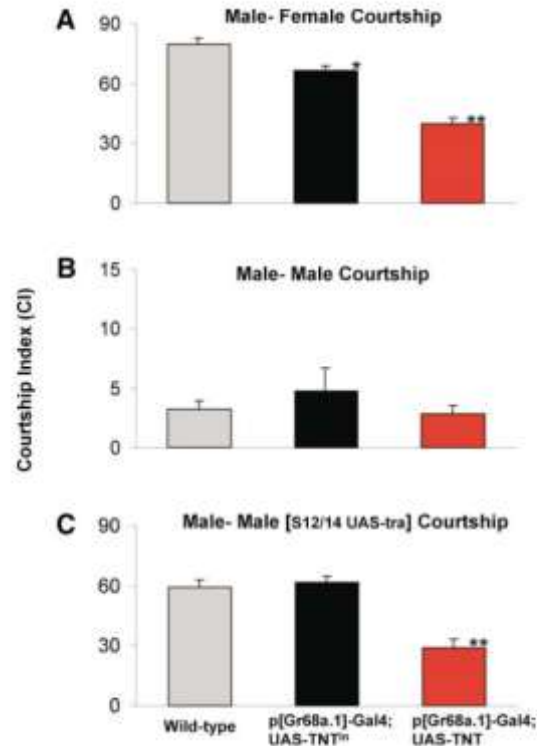 A
Male- Female Courtship
90
60
30
0
*
**
B
Male- Male Courtship
15
10
5
0
C
Male- Male [S12/14 UAS-tra] Courtship
90
60
30
0
**
Courtship Index (CI)
Wild-type
p[Gr68a.1]-Gal4;
UAS-TNTin
p[Gr68a.1]-Gal4;
UAS-TNT